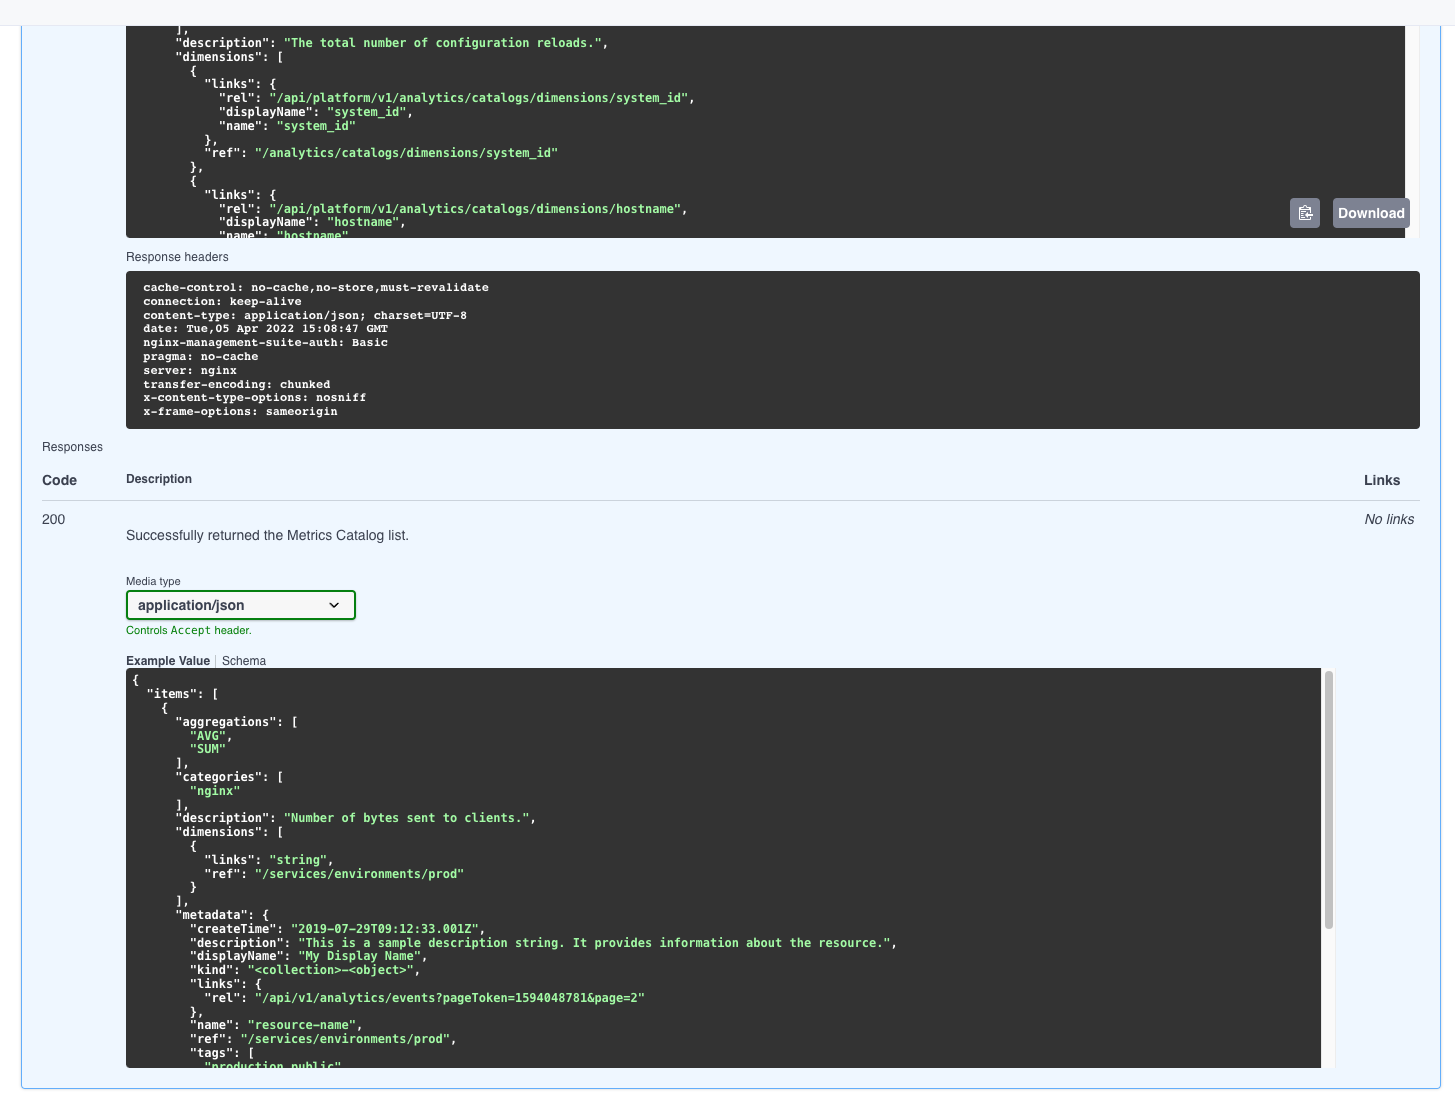 ],
"description": "The total number of configuration reloads.",
"dimensions": [
{
"links": {
"rel": "/api/platform/v1/analytics/catalogs/dimensions/system_id",
"displayName": "system_id",
"name": "system_id"
},
"ref": "/analytics/catalogs/dimensions/system_id"
},
{
"links": {
"rel": "/api/platform/v1/analytics/catalogs/dimensions/hostname",
"displayName": "hostname",
"name": "hostname"
Download
Response headers
cache-control: no-cache,no-store,must-revalidate
connection: keep-alive
content-type: application/json; charset=UTF-8
date: Tue,05 Apr 2022 15:08:47 GMT
nginx-management-suite-auth: Basic
pragma: no-cache
server: nginx
transfer-encoding: chunked
x-content-type-options: nosniff
x-frame-options: sameorigin
Responses
Code Description Links
200 No links
Successfully returned the Metrics Catalog list.
Media type
application/json
Controls Accept header.
Example Value | Schema
{
"items": [
{
"aggregations": [
"AVG",
"SUM"
],
"categories": [
"nginx"
],
"description": "Number of bytes sent to clients.",
"dimensions": [
{
"links": "string",
"ref": "/services/environments/prod"
}
],
"metadata": {
"createTime": "2019-07-29T09:12:33.001Z",
"description": "This is a sample description string. It provides information about the resource.",
"displayName": "My Display Name",
"kind": "<collection>-<object>",
"links": {
"rel": "/api/v1/analytics/events?pageToken=1594048781&page=2"
},
"name": "resource-name",
"ref": "/services/environments/prod",
"tags": [
"production public"